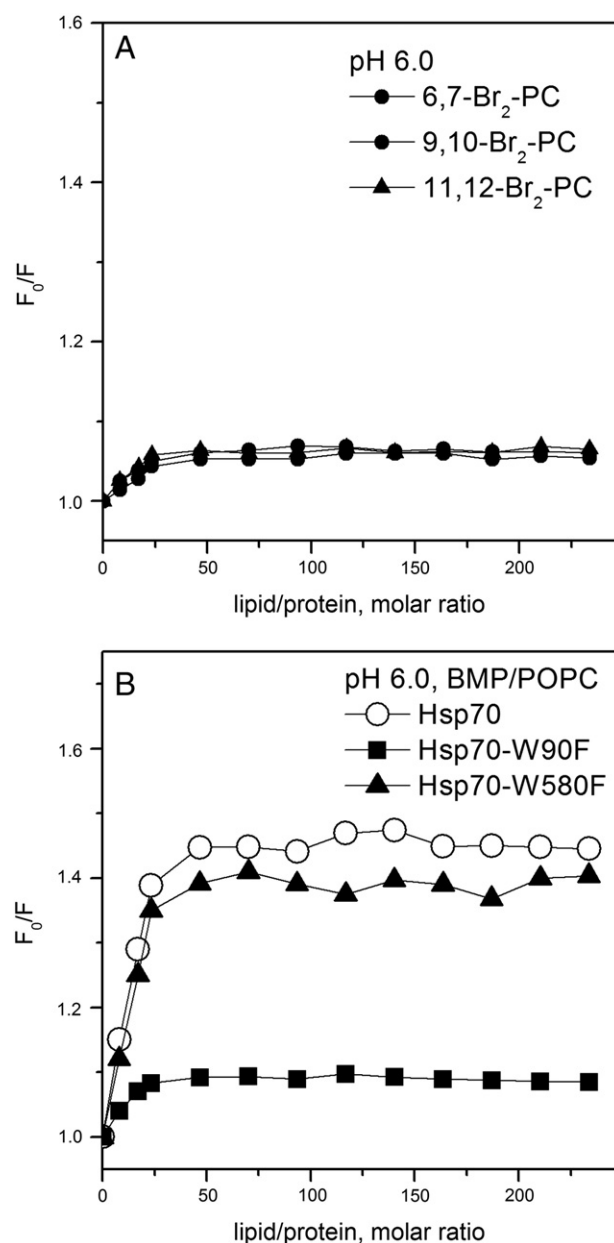 A
pH 6.0
6,7-Br₂-PC
9,10-Br₂-PC
11,12-Br₂-PC
1.6
1.4
1.2
1.0
F₀/F
0 50 100 150 200
lipid/protein, molar ratio
B
pH 6.0, BMP/POPC
Hsp70
Hsp70-W90F
Hsp70-W580F
1.6
1.4
1.2
1.0
F₀/F
0 50 100 150 200
lipid/protein, molar ratio